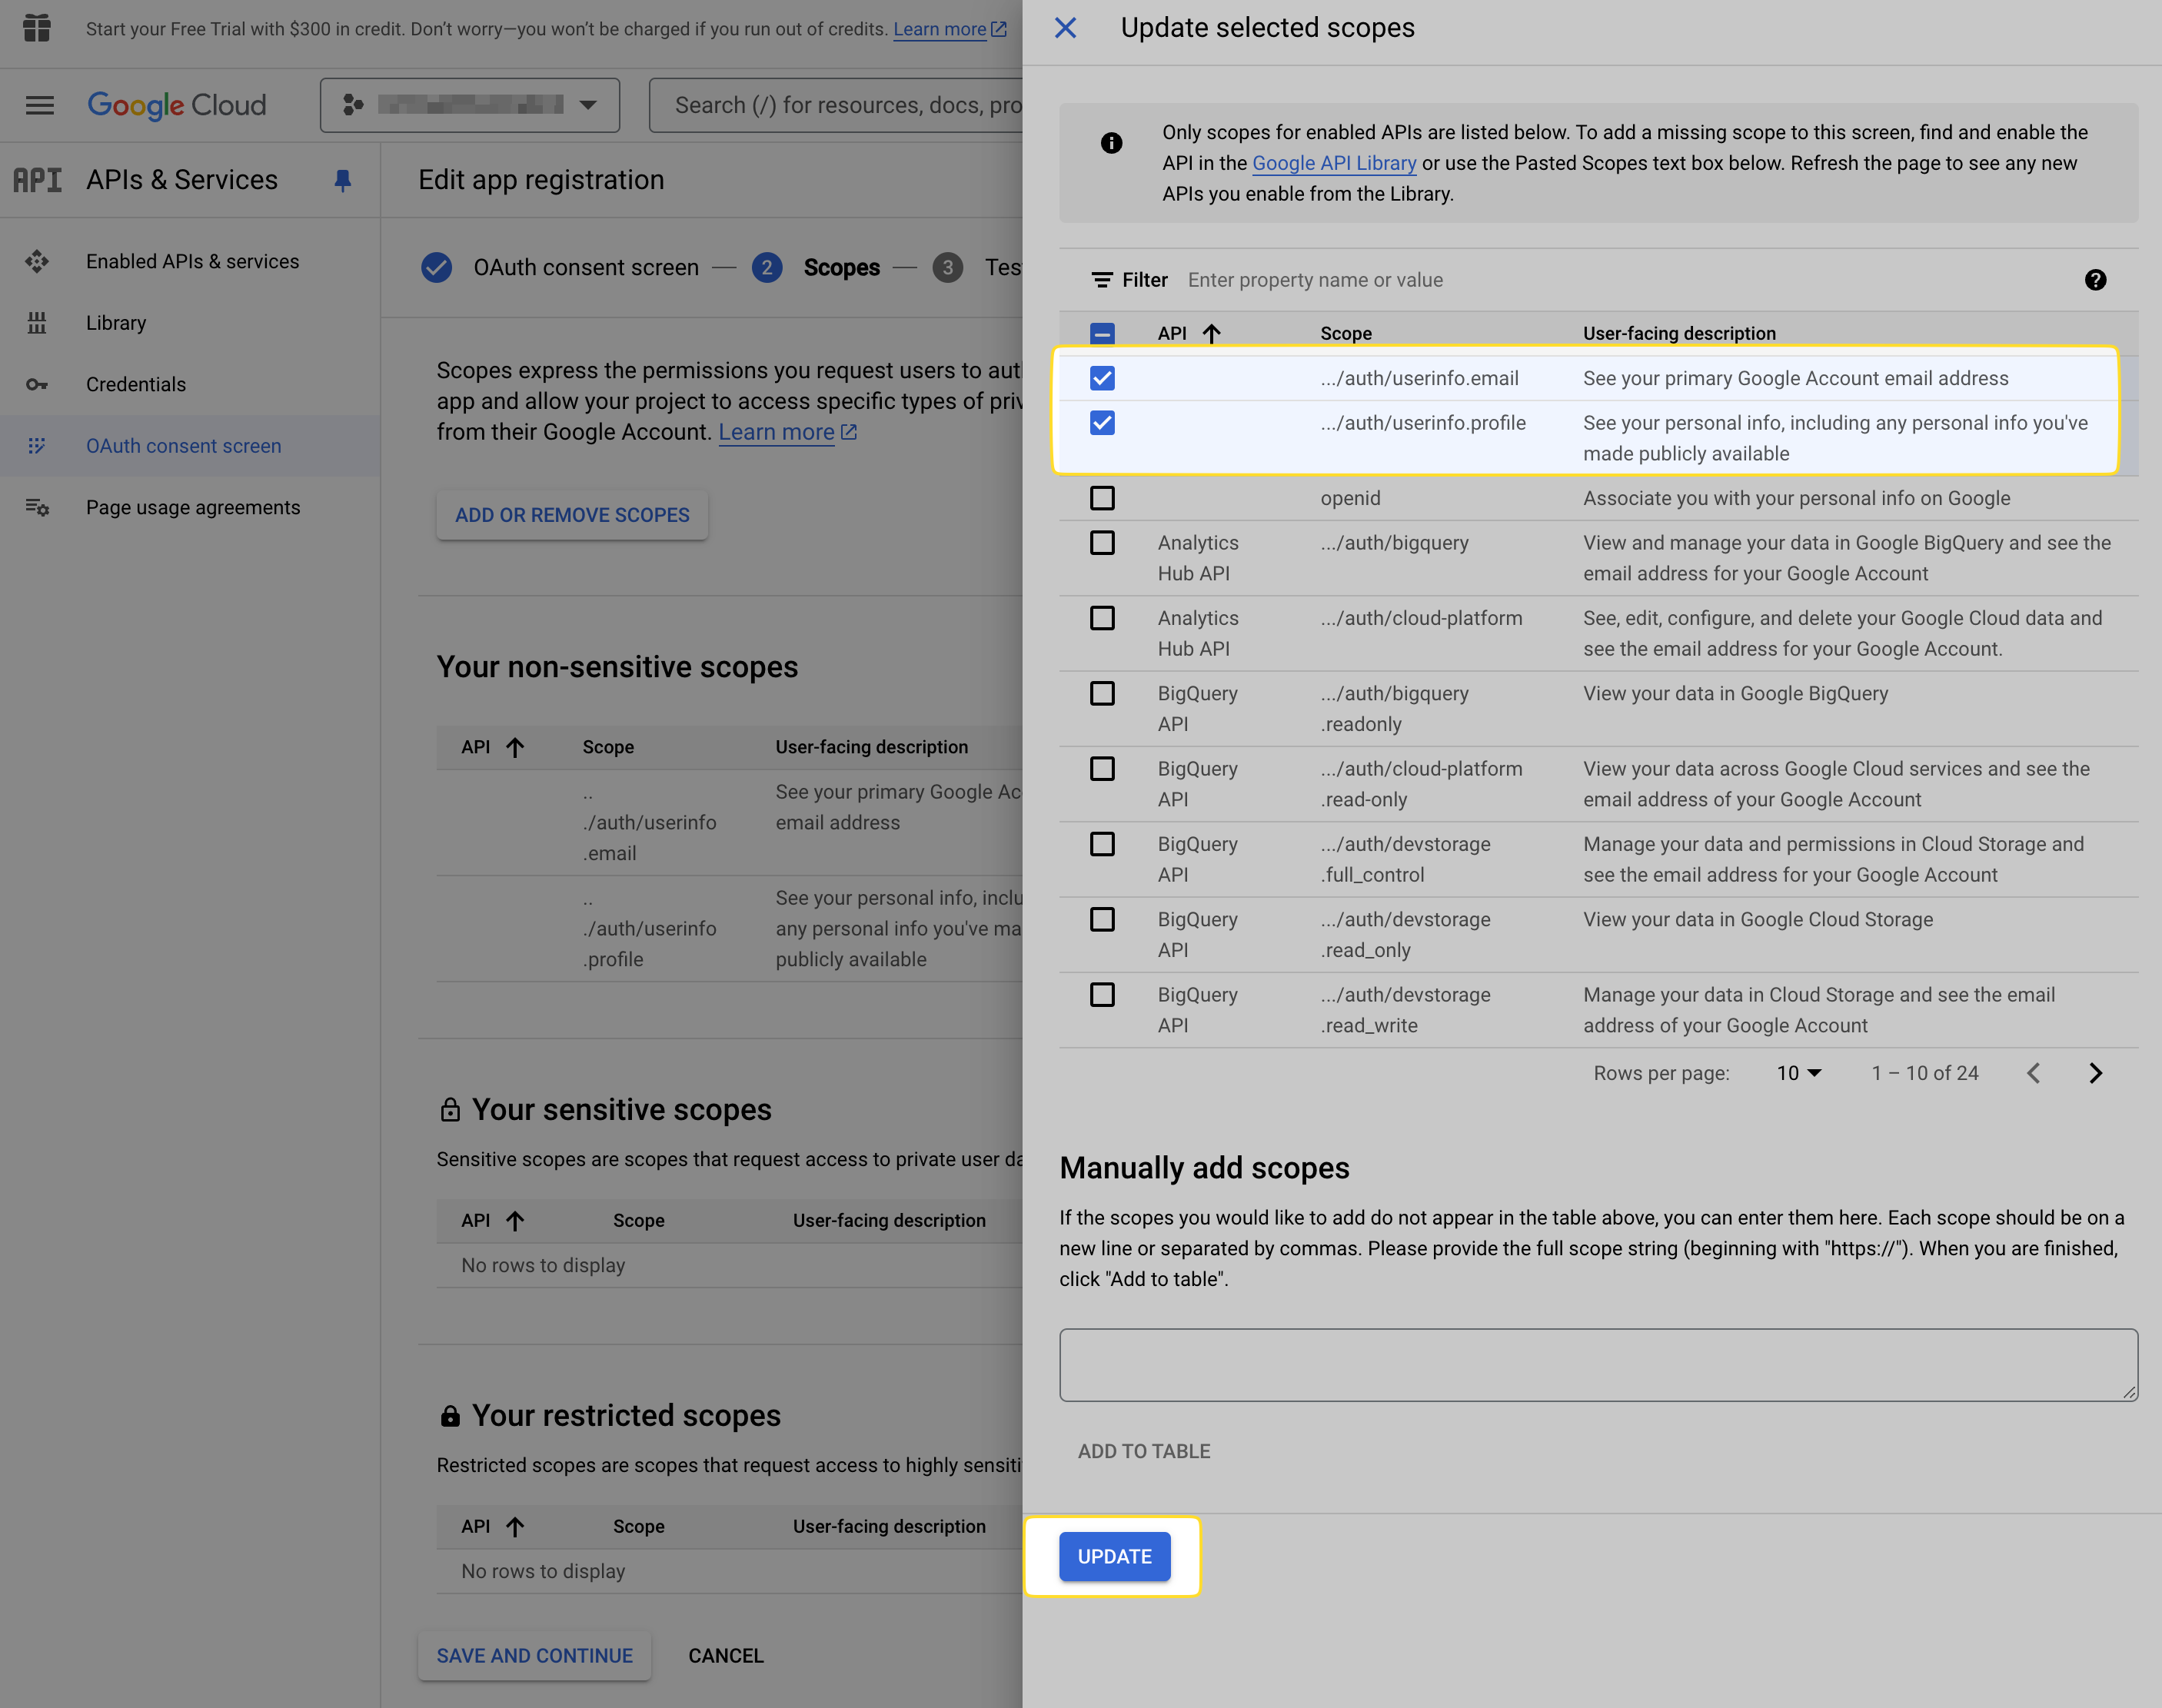 Start your Free Trial with $300 in credit. Don't worry—you won't be charged if you run out of credits. Learn more
Google Cloud
Search (/) for resources, docs, pro
API APIs & Services
Enabled APIs & services
Library
Credentials
OAuth consent screen
Page usage agreements
Edit app registration
OAuth consent screen — 2 Scopes — 3 Tes
Scopes express the permissions you request users to aut
app and allow your project to access specific types of priv
from their Google Account. Learn more
ADD OR REMOVE SCOPES
Your non-sensitive scopes
API Scope User-facing description
.. See your primary Google Ac
./auth/userinfo email address
.email
.. See your personal info, inclu
./auth/userinfo any personal info you've ma
.profile publicly available
Your sensitive scopes
Sensitive scopes are scopes that request access to private user da
API Scope User-facing description
No rows to display
Your restricted scopes
Restricted scopes are scopes that request access to highly sensiti
API Scope User-facing description
No rows to display
SAVE AND CONTINUE CANCEL
Update selected scopes
Only scopes for enabled APIs are listed below. To add a missing scope to this screen, find and enable the
API in the Google API Library or use the Pasted Scopes text box below. Refresh the page to see any new
APIs you enable from the Library.
Filter Enter property name or value
API Scope User-facing description
.../auth/userinfo.email See your primary Google Account email address
.../auth/userinfo.profile See your personal info, including any personal info you've
made publicly available
openid Associate you with your personal info on Google
Analytics .../auth/bigquery View and manage your data in Google BigQuery and see the
Hub API email address for your Google Account
Analytics .../auth/cloud-platform See, edit, configure, and delete your Google Cloud data and
Hub API see the email address for your Google Account.
BigQuery .../auth/bigquery View your data in Google BigQuery
API .readonly
BigQuery .../auth/cloud-platform View your data across Google Cloud services and see the
API .read-only email address of your Google Account
BigQuery .../auth/devstorage Manage your data and permissions in Cloud Storage and
API .full_control see the email address for your Google Account
BigQuery .../auth/devstorage View your data in Google Cloud Storage
API .read_only
BigQuery .../auth/devstorage Manage your data in Cloud Storage and see the email
API .read_write address of your Google Account
Rows per page: 10 1 – 10 of 24
Manually add scopes
If the scopes you would like to add do not appear in the table above, you can enter them here. Each scope should be on a
new line or separated by commas. Please provide the full scope string (beginning with "https://"). When you are finished,
click "Add to table".
ADD TO TABLE
UPDATE